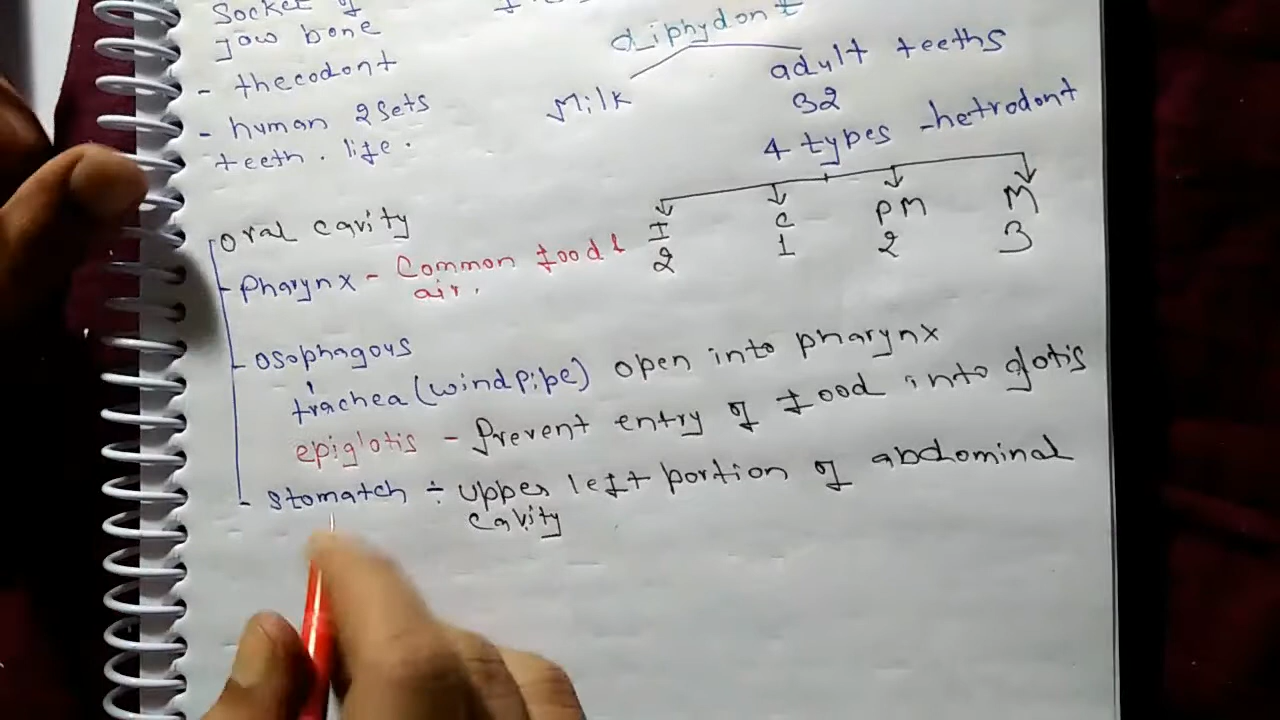 Socket of
jow bone
- thecodont
- human 2 sets
teeth . life .
diphydont
Milk
adult teeths
32
4 types -hetrodont
I C PM M
2 1 2 3
oral cavity
- Pharynx - Common food &
air.
- osophagous
trachea (windpipe) open into pharynx
epiglotis - Prevent entry of food into glotis
- Stomatch ÷ upper left portion of abdominal
cavity